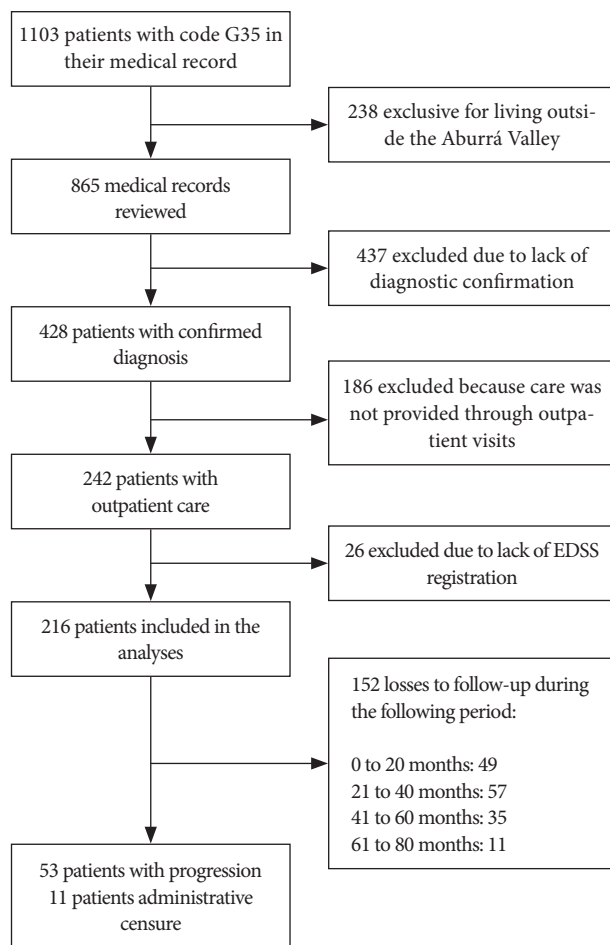 1103 patients with code G35 in
their medical record
238 exclusive for living outsi-
de the Aburrá Valley
865 medical records
reviewed
437 excluded due to lack of
diagnostic confirmation
428 patients with confirmed
diagnosis
186 excluded because care was
not provided through outpa-
tient visits
242 patients with
outpatient care
26 excluded due to lack of EDSS
registration
216 patients included in the
analyses
152 losses to follow-up during
the following period:
0 to 20 months: 49
21 to 40 months: 57
41 to 60 months: 35
61 to 80 months: 11
53 patients with progression
11 patients administrative
censure